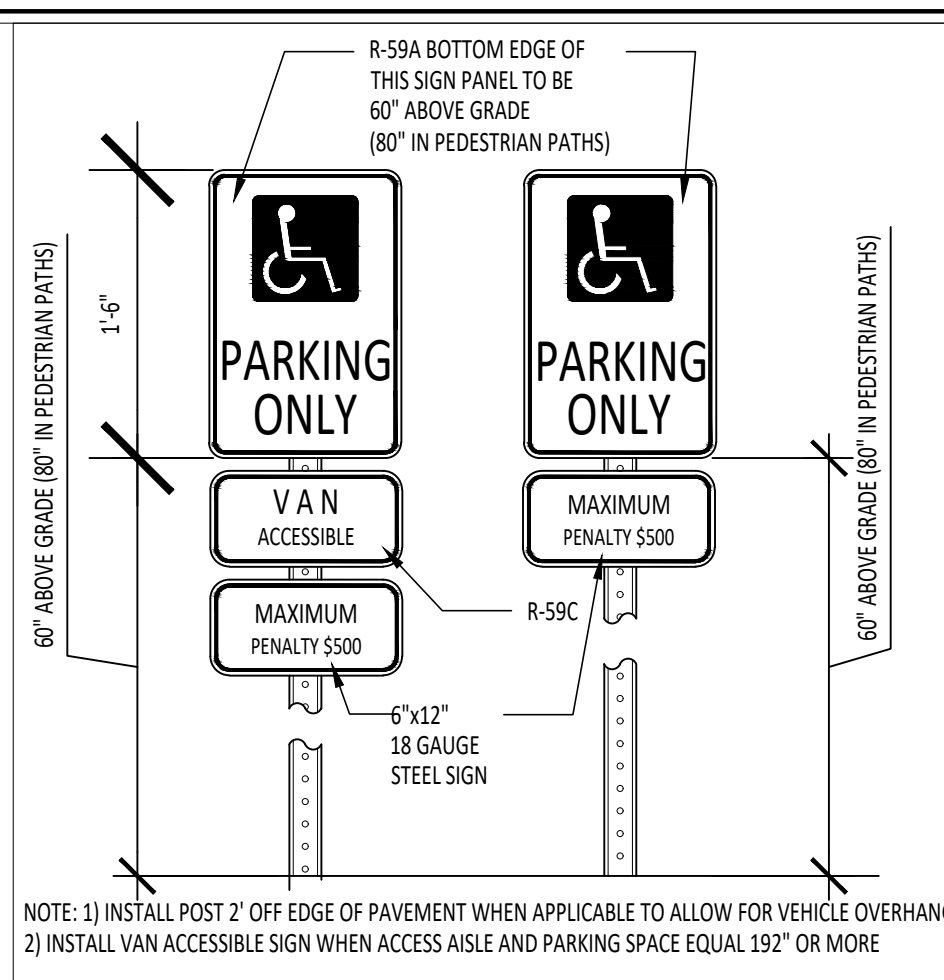 R-59A BOTTOM EDGE OF
THIS SIGN PANEL TO BE
60" ABOVE GRADE
(80" IN PEDESTRIAN PATHS)
60" ABOVE GRADE (80" IN PEDESTRIAN PATHS)
1'-6"
PARKING
ONLY
VAN
ACCESSIBLE
MAXIMUM
PENALTY $500
PARKING
ONLY
MAXIMUM
PENALTY $500
60" ABOVE GRADE (80" IN PEDESTRIAN PATHS)
R-59C
6"x12"
18 GAUGE
STEEL SIGN
NOTE: 1) INSTALL POST 2' OFF EDGE OF PAVEMENT WHEN APPLICABLE TO ALLOW FOR VEHICLE OVERHANG
2) INSTALL VAN ACCESSIBLE SIGN WHEN ACCESS AISLE AND PARKING SPACE EQUAL 192" OR MORE